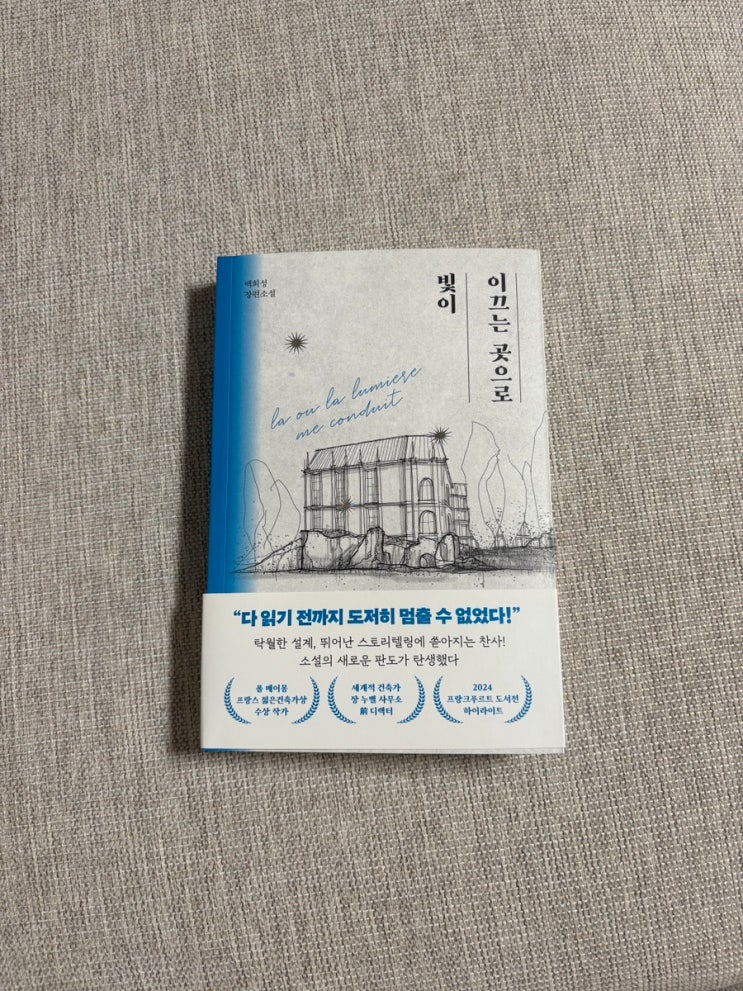 백희성
장편소설
빛이
이끄는 곳으로
la ou la lumiere
me conduit
“다 읽기 전까지 도저히 멈출 수 없었다!”
탁월한 설계, 뛰어난 스토리텔링에 쏟아지는 찬사!
소설의 새로운 판도가 탄생했다
폴 메이몽
프랑스 젊은건축가상
수상 작가
세계적 건축가
장 누벨 사무소
前 디렉터
2024
프랑크푸르트 도서전
하이라이트